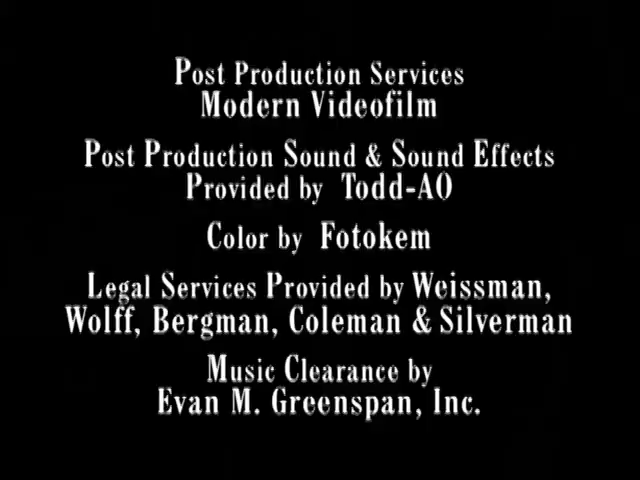 Post Production Services
Modern Videofilm
Post Production Sound & Sound Effects
Provided by Todd-AO
Color by Fotokem
Legal Services Provided by Weissman,
Wolff, Bergman, Coleman & Silverman
Music Clearance by
Evan M. Greenspan, Inc.